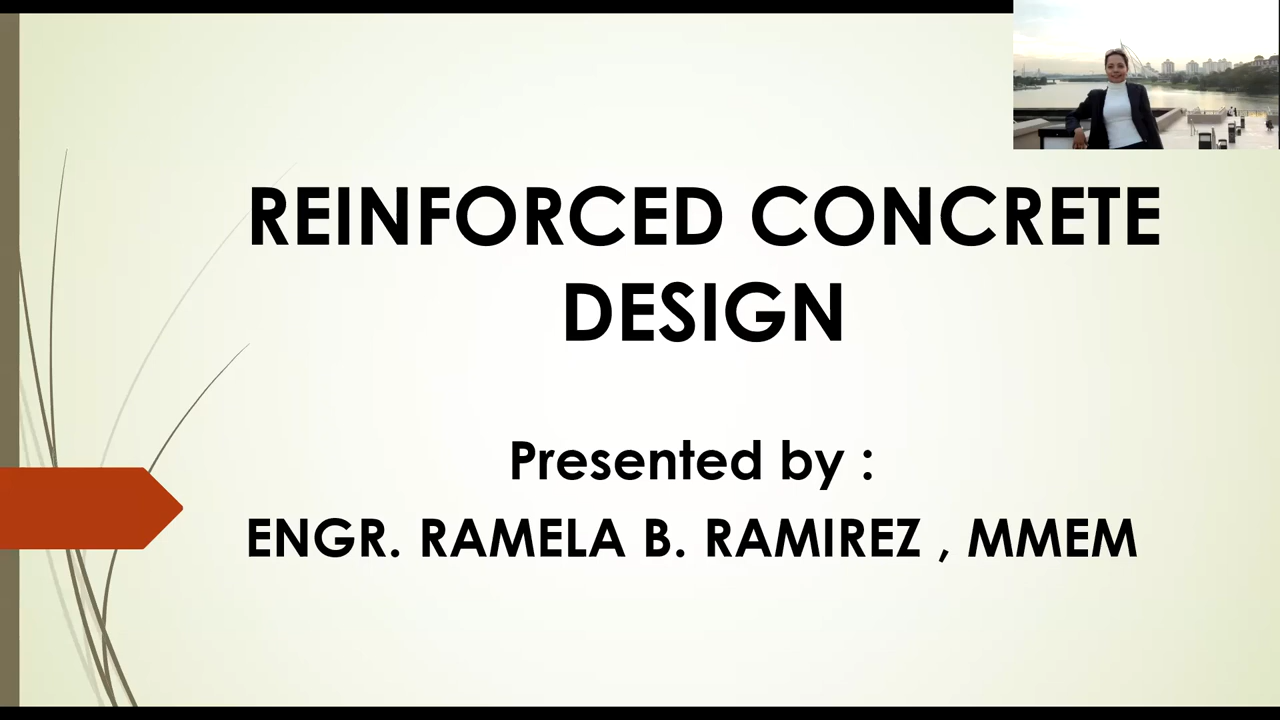 REINFORCED CONCRETE
DESIGN
Presented by :
ENGR. RAMELA B. RAMIREZ , MMEM